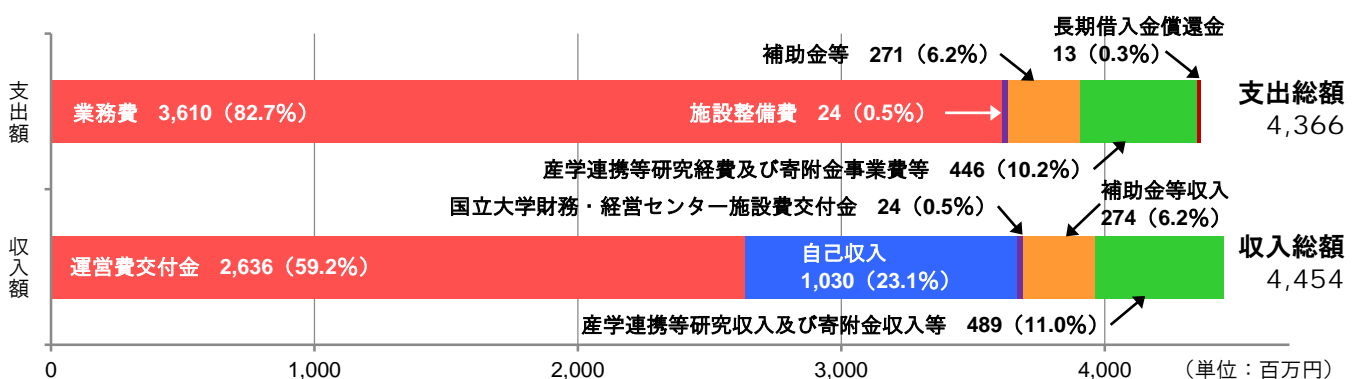 長期借入金償還金
13（0.3%）
補助金等　271（6.2%）
支出額
業務費　3,610（82.7%）
施設整備費　24（0.5%）
支出総額
4,366
産学連携等研究経費及び寄附金事業費等　446（10.2%）
補助金等収入
274（6.2%）
国立大学財務・経営センター施設費交付金　24（0.5%）
収入額
運営費交付金　2,636（59.2%）
自己収入
1,030（23.1%）
収入総額
4,454
産学連携等研究収入及び寄附金収入等　489（11.0%）
0
1,000
2,000
3,000
4,000
（単位：百万円）